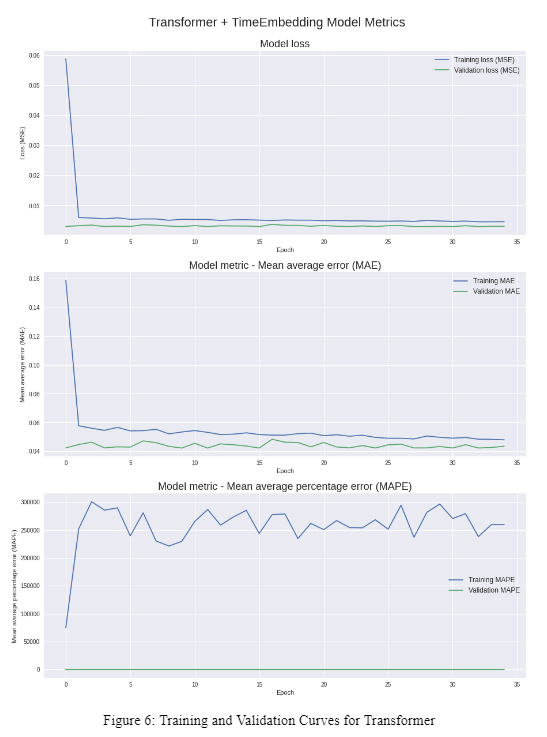 Transformer + TimeEmbedding Model Metrics
Model loss
0.06
0.05
0.04
0.03
0.02
0.01
Loss (MSE)
Training loss (MSE)
Validation loss (MSE)
0 5 10 15 20 25 30 35
Epoch
Model metric - Mean average error (MAE)
0.16
0.14
0.12
0.10
0.08
0.06
0.04
Mean average error (MAE)
Training MAE
Validation MAE
0 5 10 15 20 25 30 35
Epoch
Model metric - Mean average percentage error (MAPE)
300000
250000
200000
150000
100000
50000
0
Mean average percentage error (MAPE)
Training MAPE
Validation MAPE
0 5 10 15 20 25 30 35
Epoch
Figure 6: Training and Validation Curves for Transformer